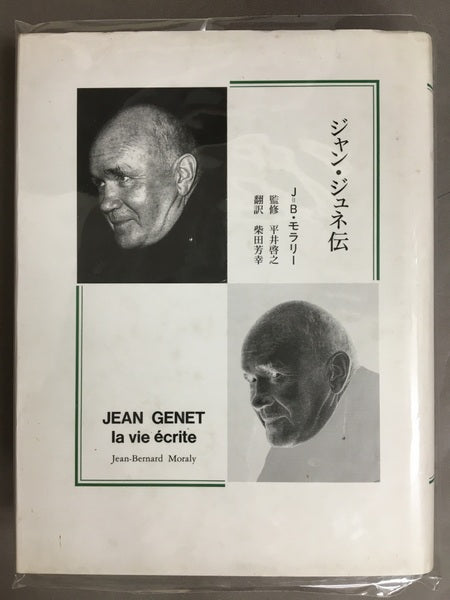 ジャン・ジュネ伝
J=B・モラリー
監修 平井啓之
翻訳 柴田芳幸
JEAN GENET
la vie écrite
Jean-Bernard Moraly